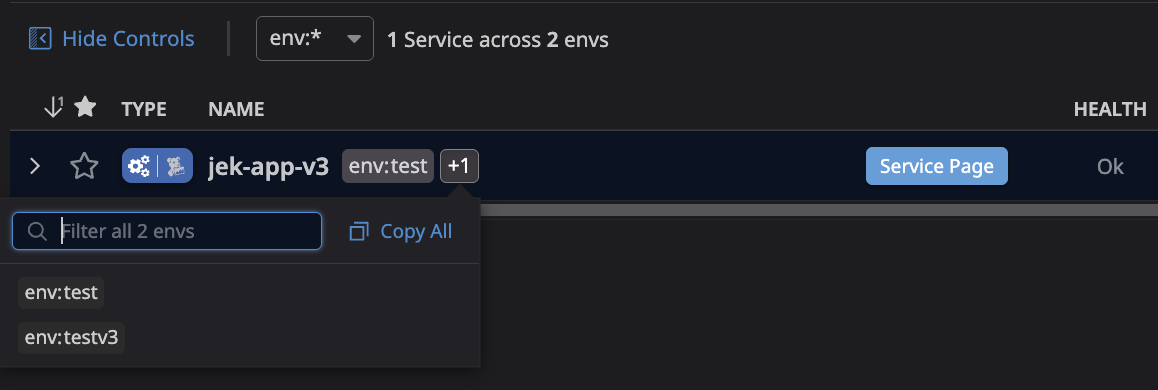 Hide Controls env:* 1 Service across 2 envs
1 TYPE NAME HEALTH
jek-app-v3 env:test +1 Service Page Ok
Filter all 2 envs Copy All
env:test
env:testv3